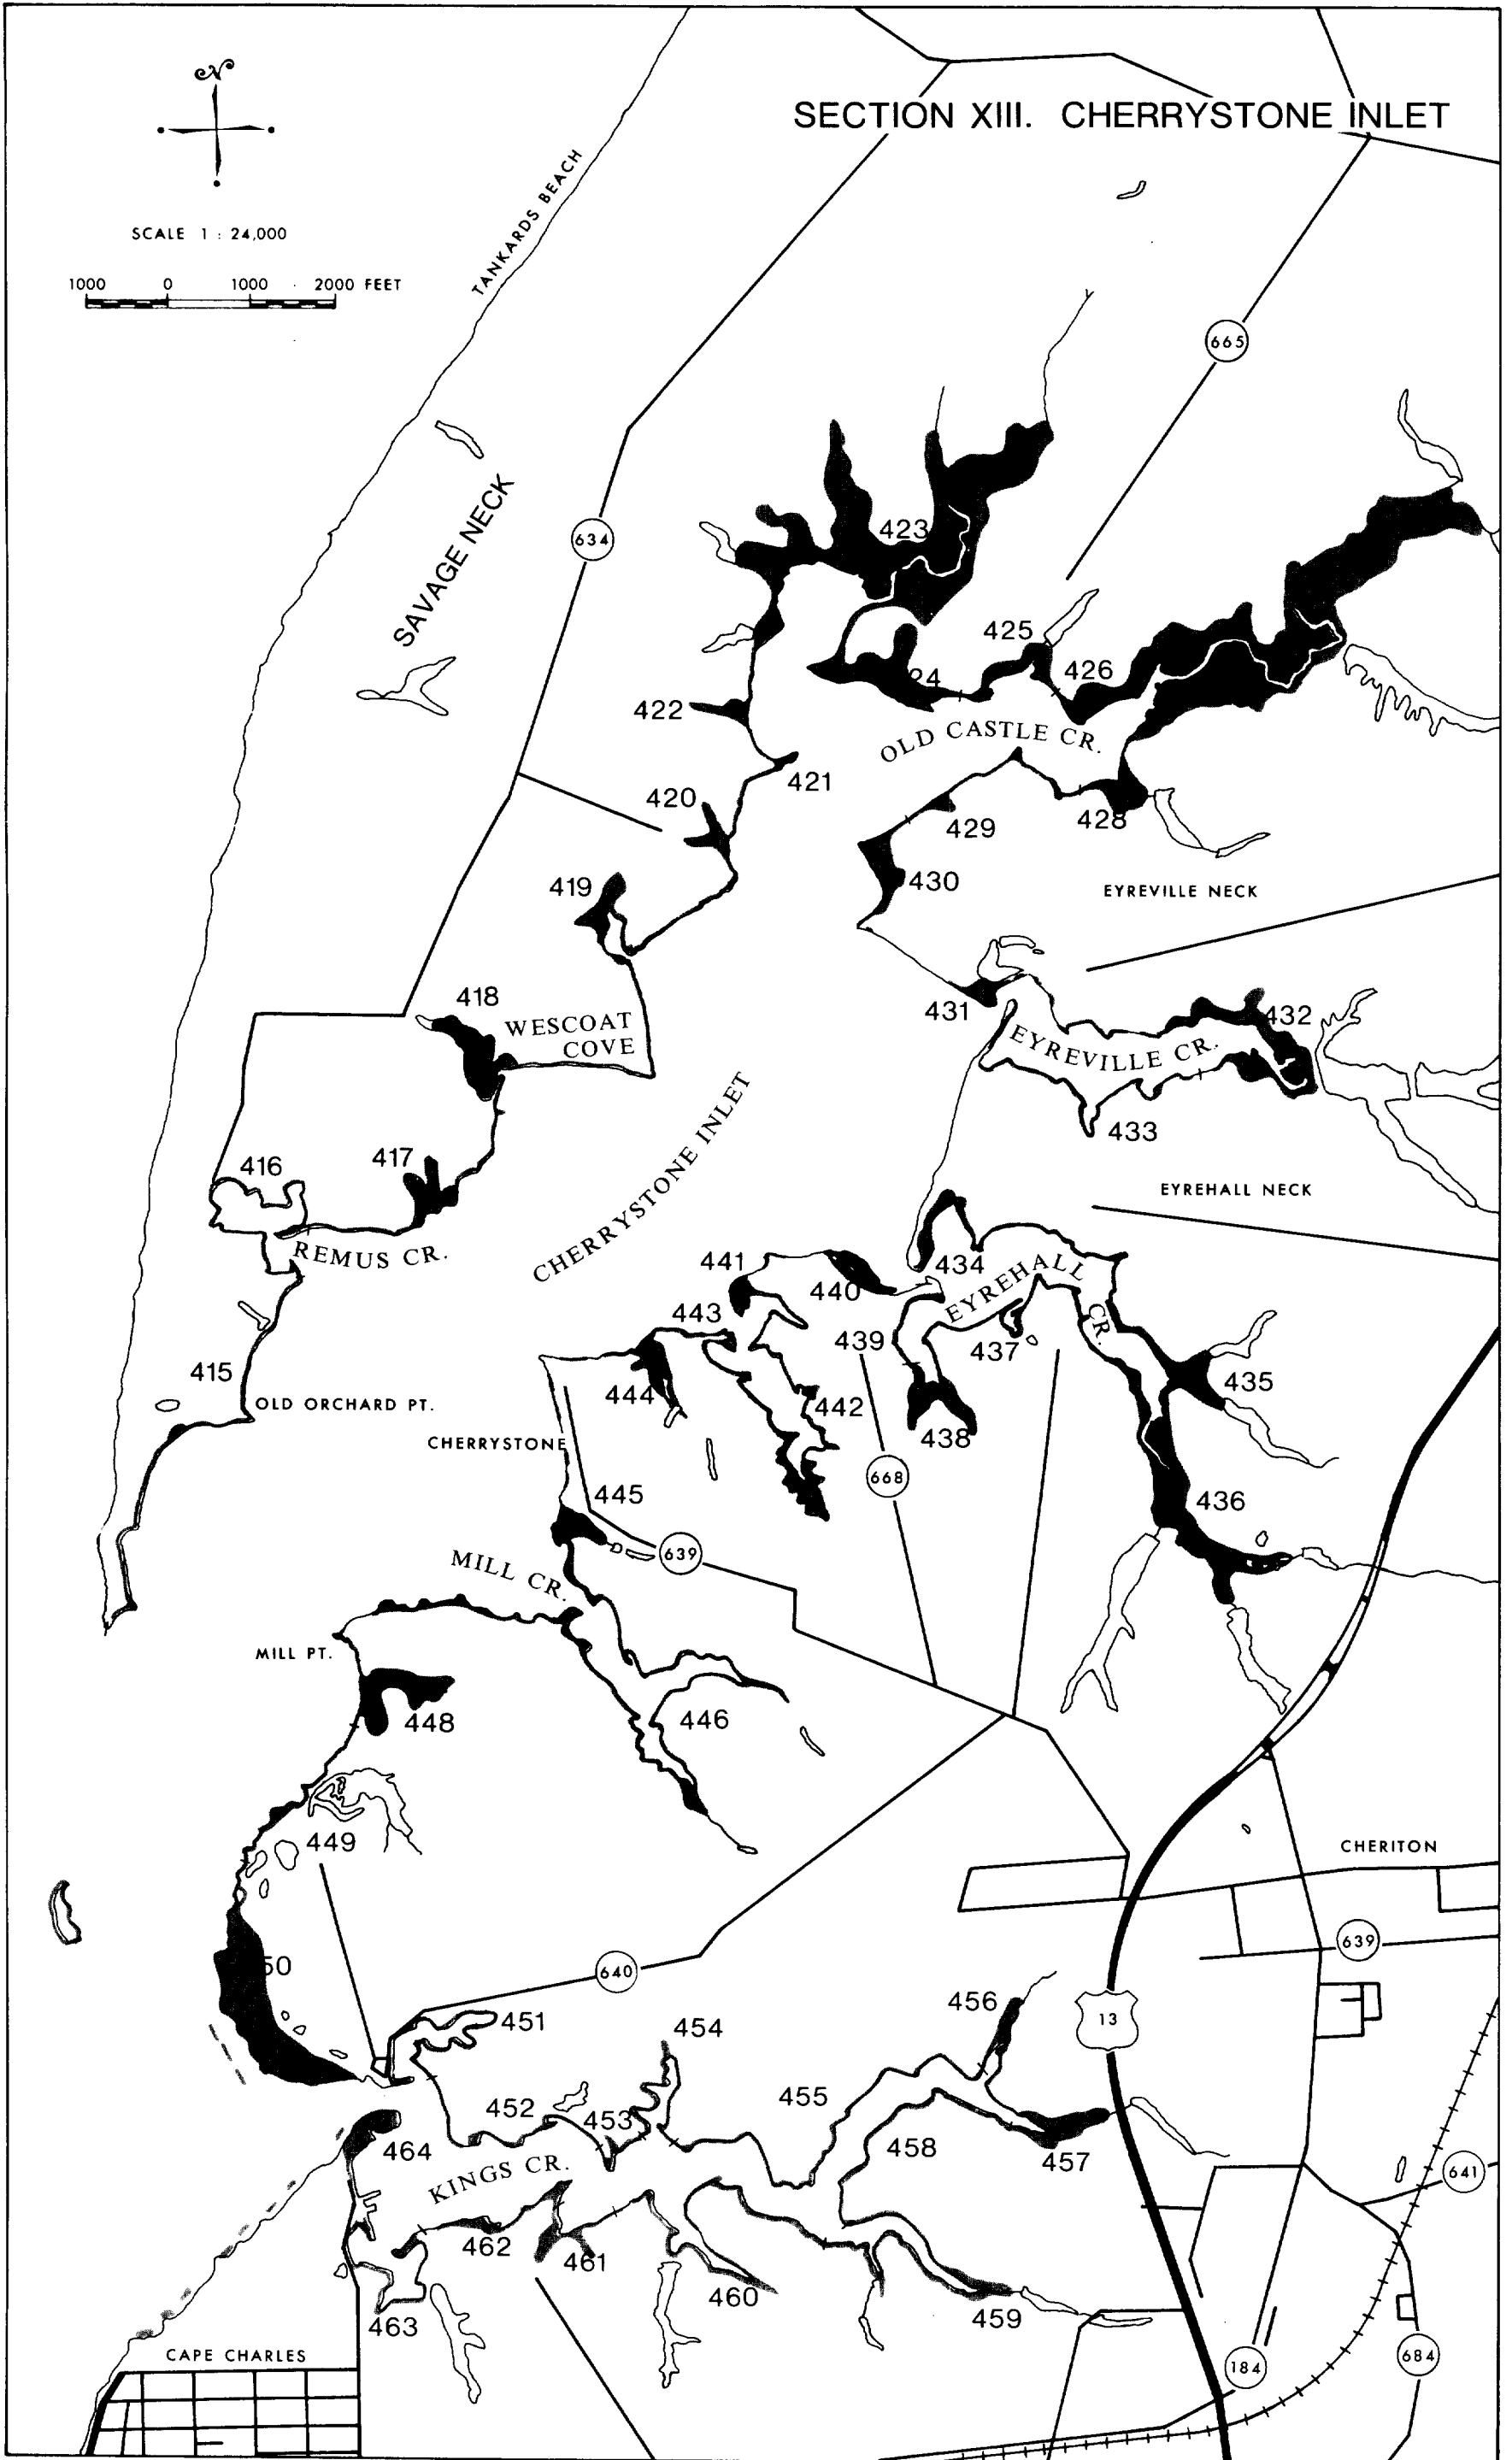 SECTION XIII. CHERRYSTONE INLET
N
SCALE 1 : 24,000
1000 0 1000 2000 FEET
TANKARDS BEACH
665
SAVAGE NECK
634
423
425
24
426
422
OLD CASTLE CR.
421
420
428
429
419
430
EYREVILLE NECK
418
431
432
WESCOAT
COVE
EYREVILLE CR.
433
CHERRYSTONE INLET
416
417
EYREHALL NECK
REMUS CR.
441
440
434
EYREHALL
CR.
443
439
437
415
444
435
OLD ORCHARD PT.
442
438
CHERRYSTONE
668
445
436
639
MILL CR.
MILL PT.
448
446
449
CHERITON
639
50
640
451
456
13
454
452
453
455
464
458
457
KINGS CR.
641
462
461
460
459
463
CAPE CHARLES
184
684